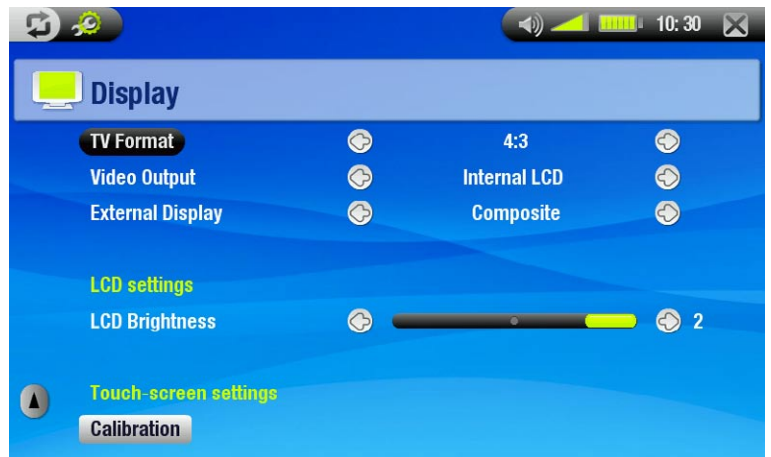 10:30
Display
TV Format 4:3
Video Output Internal LCD
External Display Composite
LCD settings
LCD Brightness 2
Touch-screen settings
Calibration